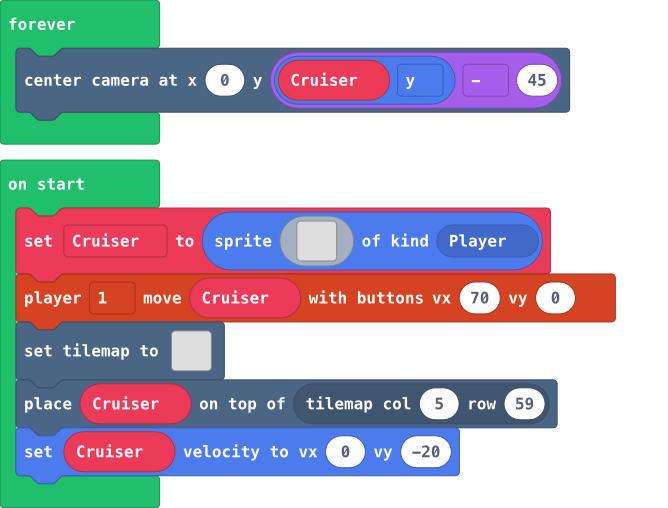 forever
center camera at x 0 y Cruiser y - 45
on start
set Cruiser to sprite of kind Player
player 1 move Cruiser with buttons vx 70 vy 0
set tilemap to
place Cruiser on top of tilemap col 5 row 59
set Cruiser velocity to vx 0 vy -20